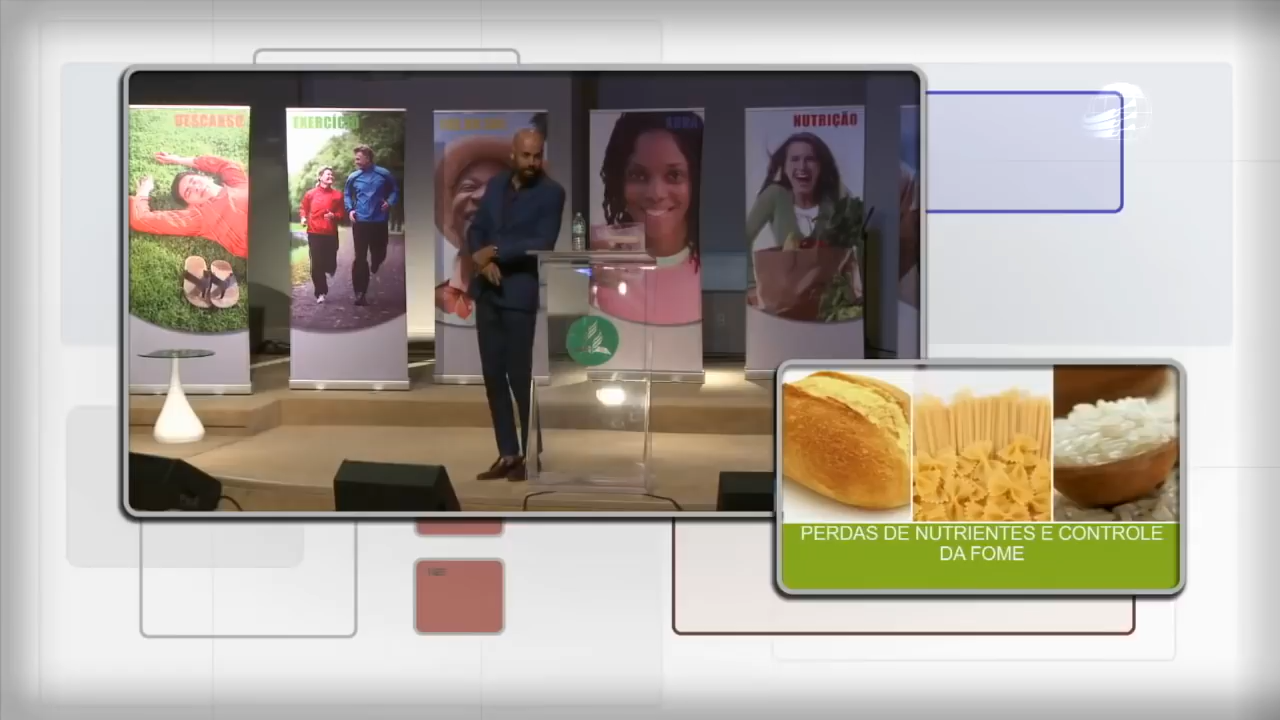 DESCANSO
EXERCÍCIO
NUTRIÇÃO
PERDAS DE NUTRIENTES E CONTROLE
DA FOME